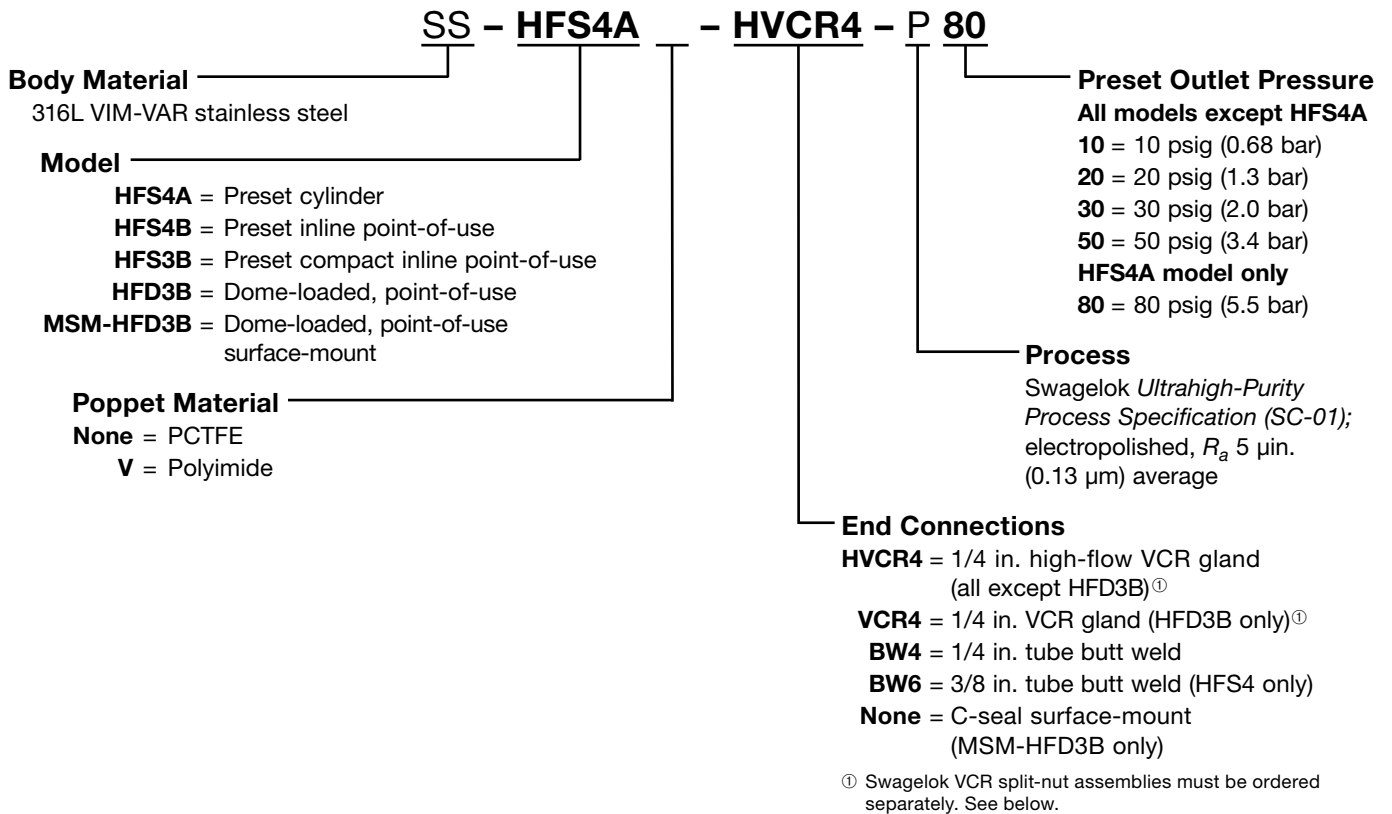 SS – HFS4A – HVCR4 – P 80
Body Material
316L VIM-VAR stainless steel
Model
HFS4A = Preset cylinder
HFS4B = Preset inline point-of-use
HFS3B = Preset compact inline point-of-use
HFD3B = Dome-loaded, point-of-use
MSM-HFD3B = Dome-loaded, point-of-use
surface-mount
Poppet Material
None = PCTFE
V = Polyimide
Preset Outlet Pressure
All models except HFS4A
10 = 10 psig (0.68 bar)
20 = 20 psig (1.3 bar)
30 = 30 psig (2.0 bar)
50 = 50 psig (3.4 bar)
HFS4A model only
80 = 80 psig (5.5 bar)
Process
Swagelok Ultrahigh-Purity
Process Specification (SC-01);
electropolished, Ra 5 µin.
(0.13 µm) average
End Connections
HVCR4 = 1/4 in. high-flow VCR gland
(all except HFD3B)①
VCR4 = 1/4 in. VCR gland (HFD3B only)①
BW4 = 1/4 in. tube butt weld
BW6 = 3/8 in. tube butt weld (HFS4 only)
None = C-seal surface-mount
(MSM-HFD3B only)
① Swagelok VCR split-nut assemblies must be ordered
separately. See below.